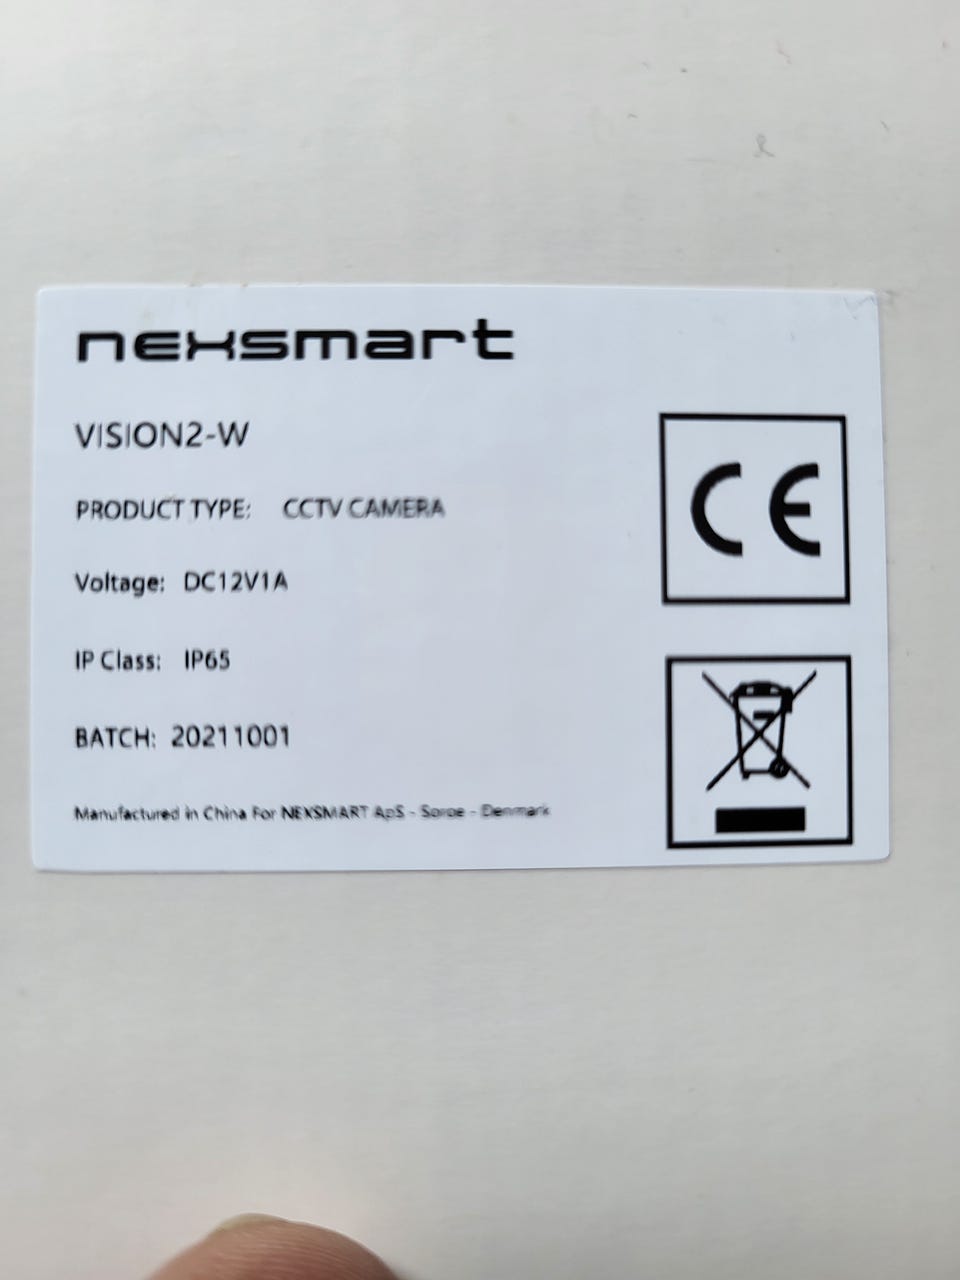 nexsmart
VISION2-W
PRODUCT TYPE: CCTV CAMERA
Voltage: DC12V1A
IP Class: IP65
BATCH: 20211001
Manufactured in China For NEXSMART ApS - Soroe - Denmark
CE